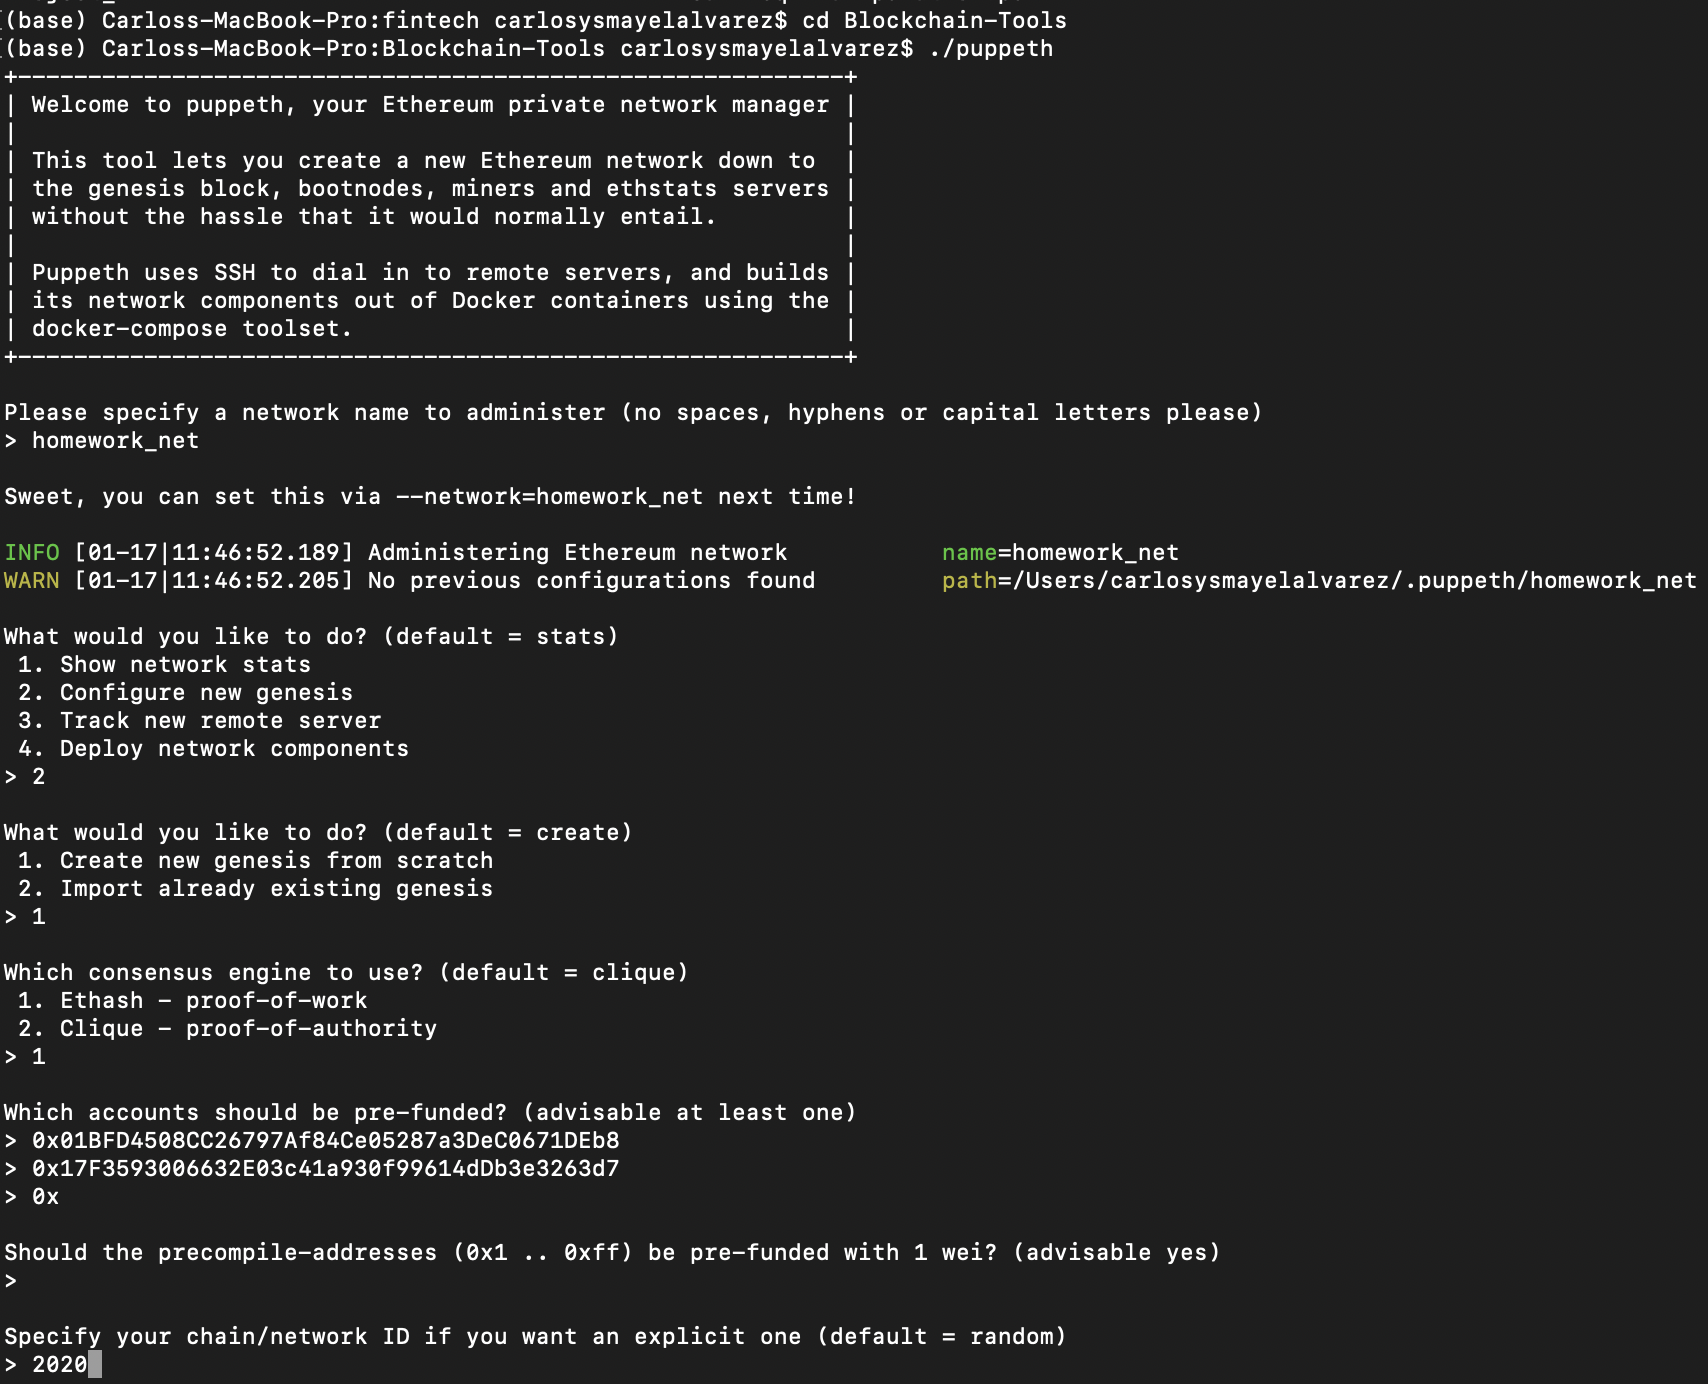 (base) Carloss-MacBook-Pro:fintech carlosysmayelalvarez$ cd Blockchain-Tools
(base) Carloss-MacBook-Pro:Blockchain-Tools carlosysmayelalvarez$ ./puppeth
+-----------------------------------------------------------+
| Welcome to puppeth, your Ethereum private network manager |
|                                                           |
| This tool lets you create a new Ethereum network down to  |
| the genesis block, bootnodes, miners and ethstats servers |
| without the hassle that it would normally entail.         |
|                                                           |
| Puppeth uses SSH to dial in to remote servers, and builds |
| its network components out of Docker containers using the |
| docker-compose toolset.                                   |
+-----------------------------------------------------------+
Please specify a network name to administer (no spaces, hyphens or capital letters please)
> homework_net
Sweet, you can set this via --network=homework_net next time!
INFO [01-17|11:46:52.189] Administering Ethereum network           name=homework_net
WARN [01-17|11:46:52.205] No previous configurations found         path=/Users/carlosysmayelalvarez/.puppeth/homework_net
What would you like to do? (default = stats)
 1. Show network stats
 2. Configure new genesis
 3. Track new remote server
 4. Deploy network components
> 2
What would you like to do? (default = create)
 1. Create new genesis from scratch
 2. Import already existing genesis
> 1
Which consensus engine to use? (default = clique)
 1. Ethash - proof-of-work
 2. Clique - proof-of-authority
> 1
Which accounts should be pre-funded? (advisable at least one)
> 0x01BFD4508CC26797Af84Ce05287a3DeC0671DEb8
> 0x17F3593006632E03c41a930f99614dDb3e3263d7
> 0x
Should the precompile-addresses (0x1 .. 0xff) be pre-funded with 1 wei? (advisable yes)
>
Specify your chain/network ID if you want an explicit one (default = random)
> 2020